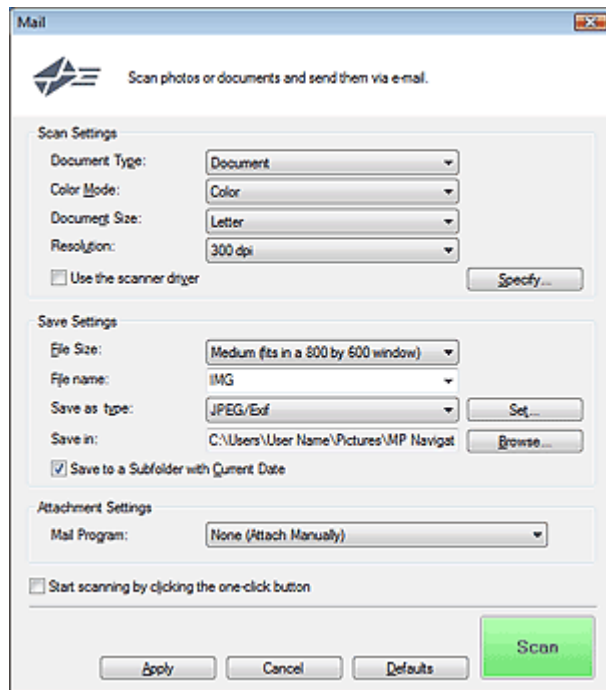 Mail
Scan photos or documents and send them via e-mail.
Scan Settings
Document Type: Document
Color Mode: Color
Document Size: Letter
Resolution: 300 dpi
Use the scanner driver Specify...
Save Settings
File Size: Medium (fits in a 800 by 600 window)
File name: IMG
Save as type: JPEG/Exif Set...
Save in: C:\Users\User Name\Pictures\MP Navigat Browse...
Save to a Subfolder with Current Date
Attachment Settings
Mail Program: None (Attach Manually)
Start scanning by clicking the one-click button
Scan
Apply Cancel Defaults